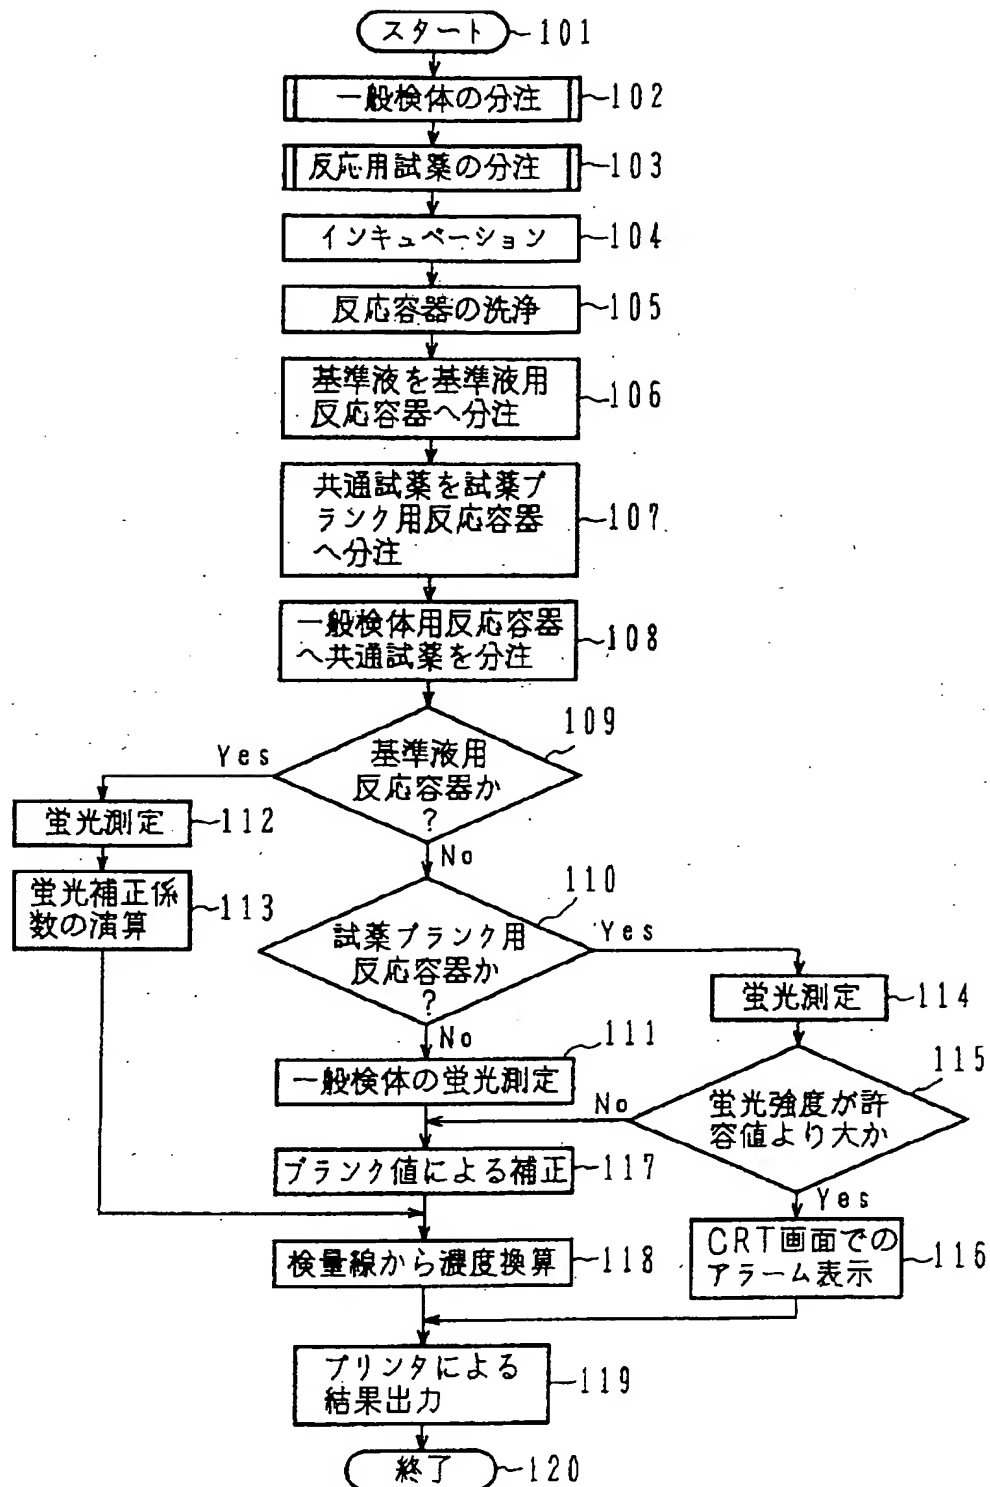 スタート 101
一般検体の分注 102
反応用試薬の分注 103
インキュベーション 104
反応容器の洗浄 105
基準液を基準液用
反応容器へ分注
106
共通試薬を試薬ブ
ランク用反応容器
へ分注
107
一般検体用反応容器
へ共通試薬を分注
108
109
基準液用
反応容器か
?
Yes
No
蛍光測定 112
蛍光補正係
数の演算
113
110
試薬ブランク用
反応容器か
?
Yes
No
蛍光測定 114
111
一般検体の蛍光測定
115
蛍光強度が許
容値より大か
No
Yes
ブランク値による補正 117
CRT画面での
アラーム表示
116
検量線から濃度換算 118
プリンタによる
結果出力
119
終了 120